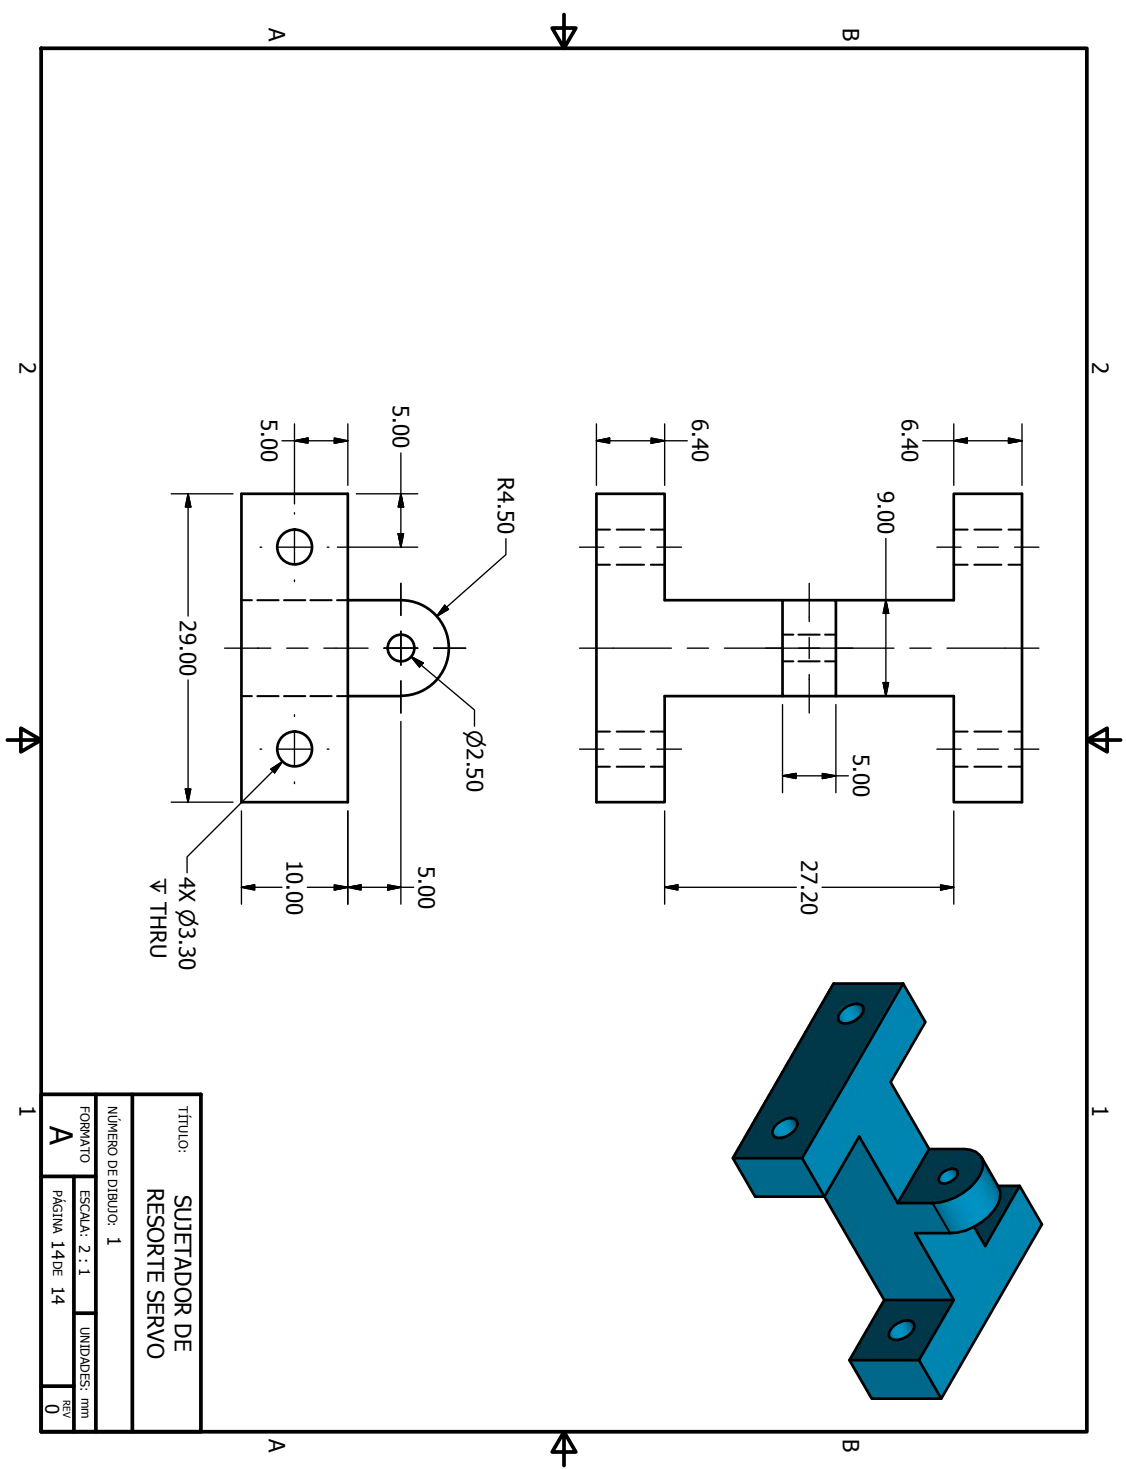 2
1
B
B
A
A
2
1
6.40
6.40
9.00
5.00
27.20
R4.50
Ø2.50
5.00
5.00
5.00
10.00
29.00
4X Ø3.30
↧ THRU
TÍTULO:
SUJETADOR DE
RESORTE SERVO
NÚMERO DE DIBUJO: 1
FORMATO
A
ESCALA: 2 : 1
UNIDADES: mm
PÁGINA 14 DE 14
REV
0